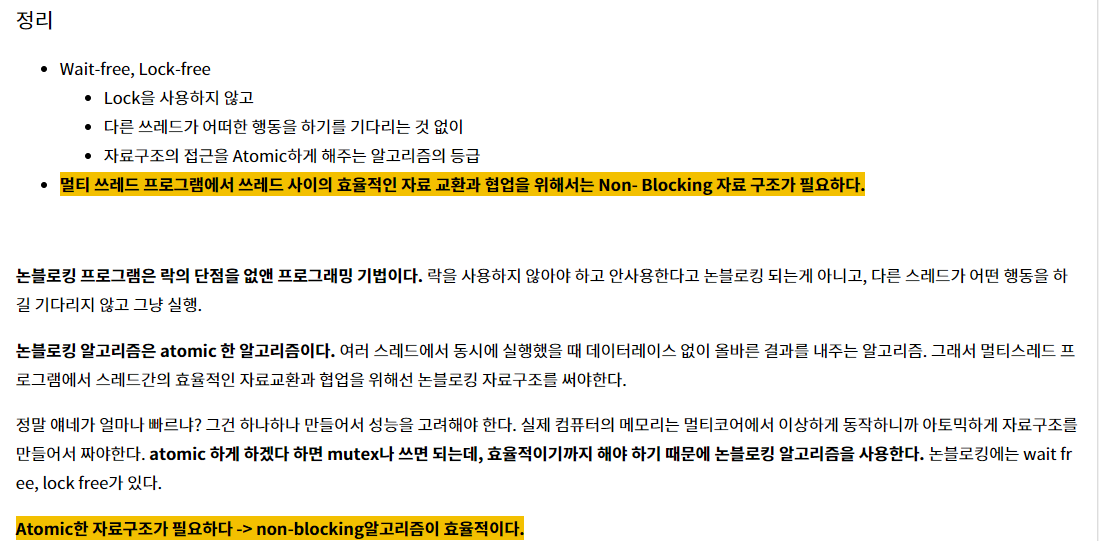 정리
Wait-free, Lock-free
Lock을 사용하지 않고
다른 쓰레드가 어떠한 행동을 하기를 기다리는 것 없이
자료구조의 접근을 Atomic하게 해주는 알고리즘의 등급
멀티 쓰레드 프로그램에서 쓰레드 사이의 효율적인 자료 교환과 협업을 위해서는 Non- Blocking 자료 구조가 필요하다.
논블로킹 프로그램은 락의 단점을 없앤 프로그래밍 기법이다. 락을 사용하지 않아야 하고 안사용한다고 논블로킹 되는게 아니고, 다른 스레드가 어떤 행동을 하
길 기다리지 않고 그냥 실행.
논블로킹 알고리즘은 atomic 한 알고리즘이다. 여러 스레드에서 동시에 실행했을 때 데이터레이스 없이 올바른 결과를 내주는 알고리즘. 그래서 멀티스레드 프
로그램에서 스레드간의 효율적인 자료교환과 협업을 위해선 논블로킹 자료구조를 써야한다.
정말 얘네가 얼마나 빠르냐? 그건 하나하나 만들어서 성능을 고려해야 한다. 실제 컴퓨터의 메모리는 멀티코어에서 이상하게 동작하니까 아토믹하게 자료구조를
만들어서 짜야한다. atomic 하게 하겠다 하면 mutex나 쓰면 되는데, 효율적이기까지 해야 하기 때문에 논블로킹 알고리즘을 사용한다. 논블로킹에는 wait fr
ee, lock free가 있다.
Atomic한 자료구조가 필요하다 -> non-blocking알고리즘이 효율적이다.